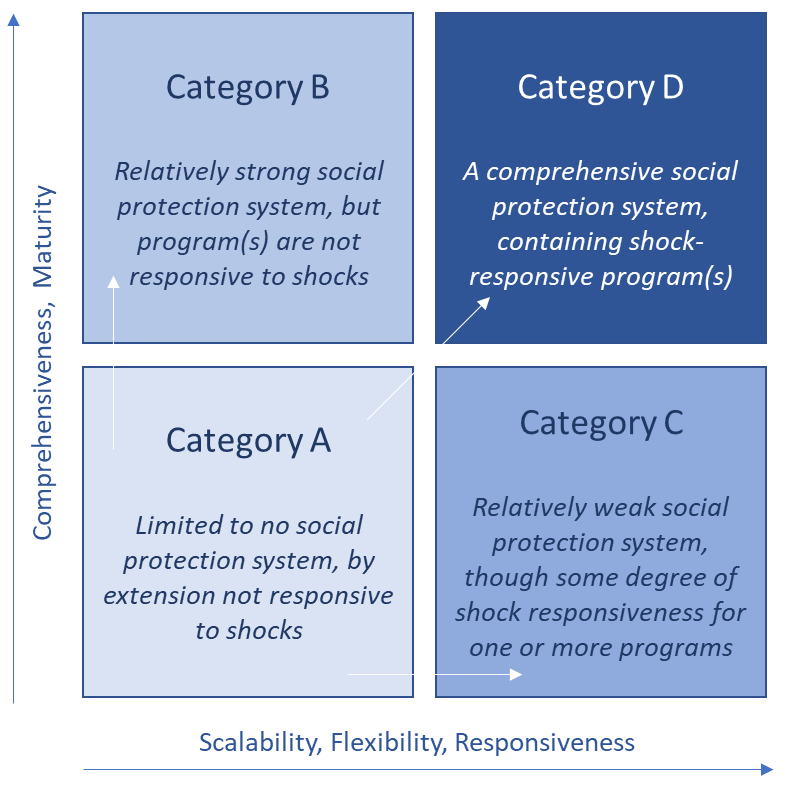 Category B
Relatively strong social
protection system, but
program(s) are not
responsive to shocks
Category D
A comprehensive social
protection system,
containing shock-
responsive program(s)
Category A
Limited to no social
protection system, by
extension not responsive
to shocks
Category C
Relatively weak social
protection system,
though some degree of
shock responsiveness for
one or more programs
Comprehensiveness, Maturity
Scalability, Flexibility, Responsiveness